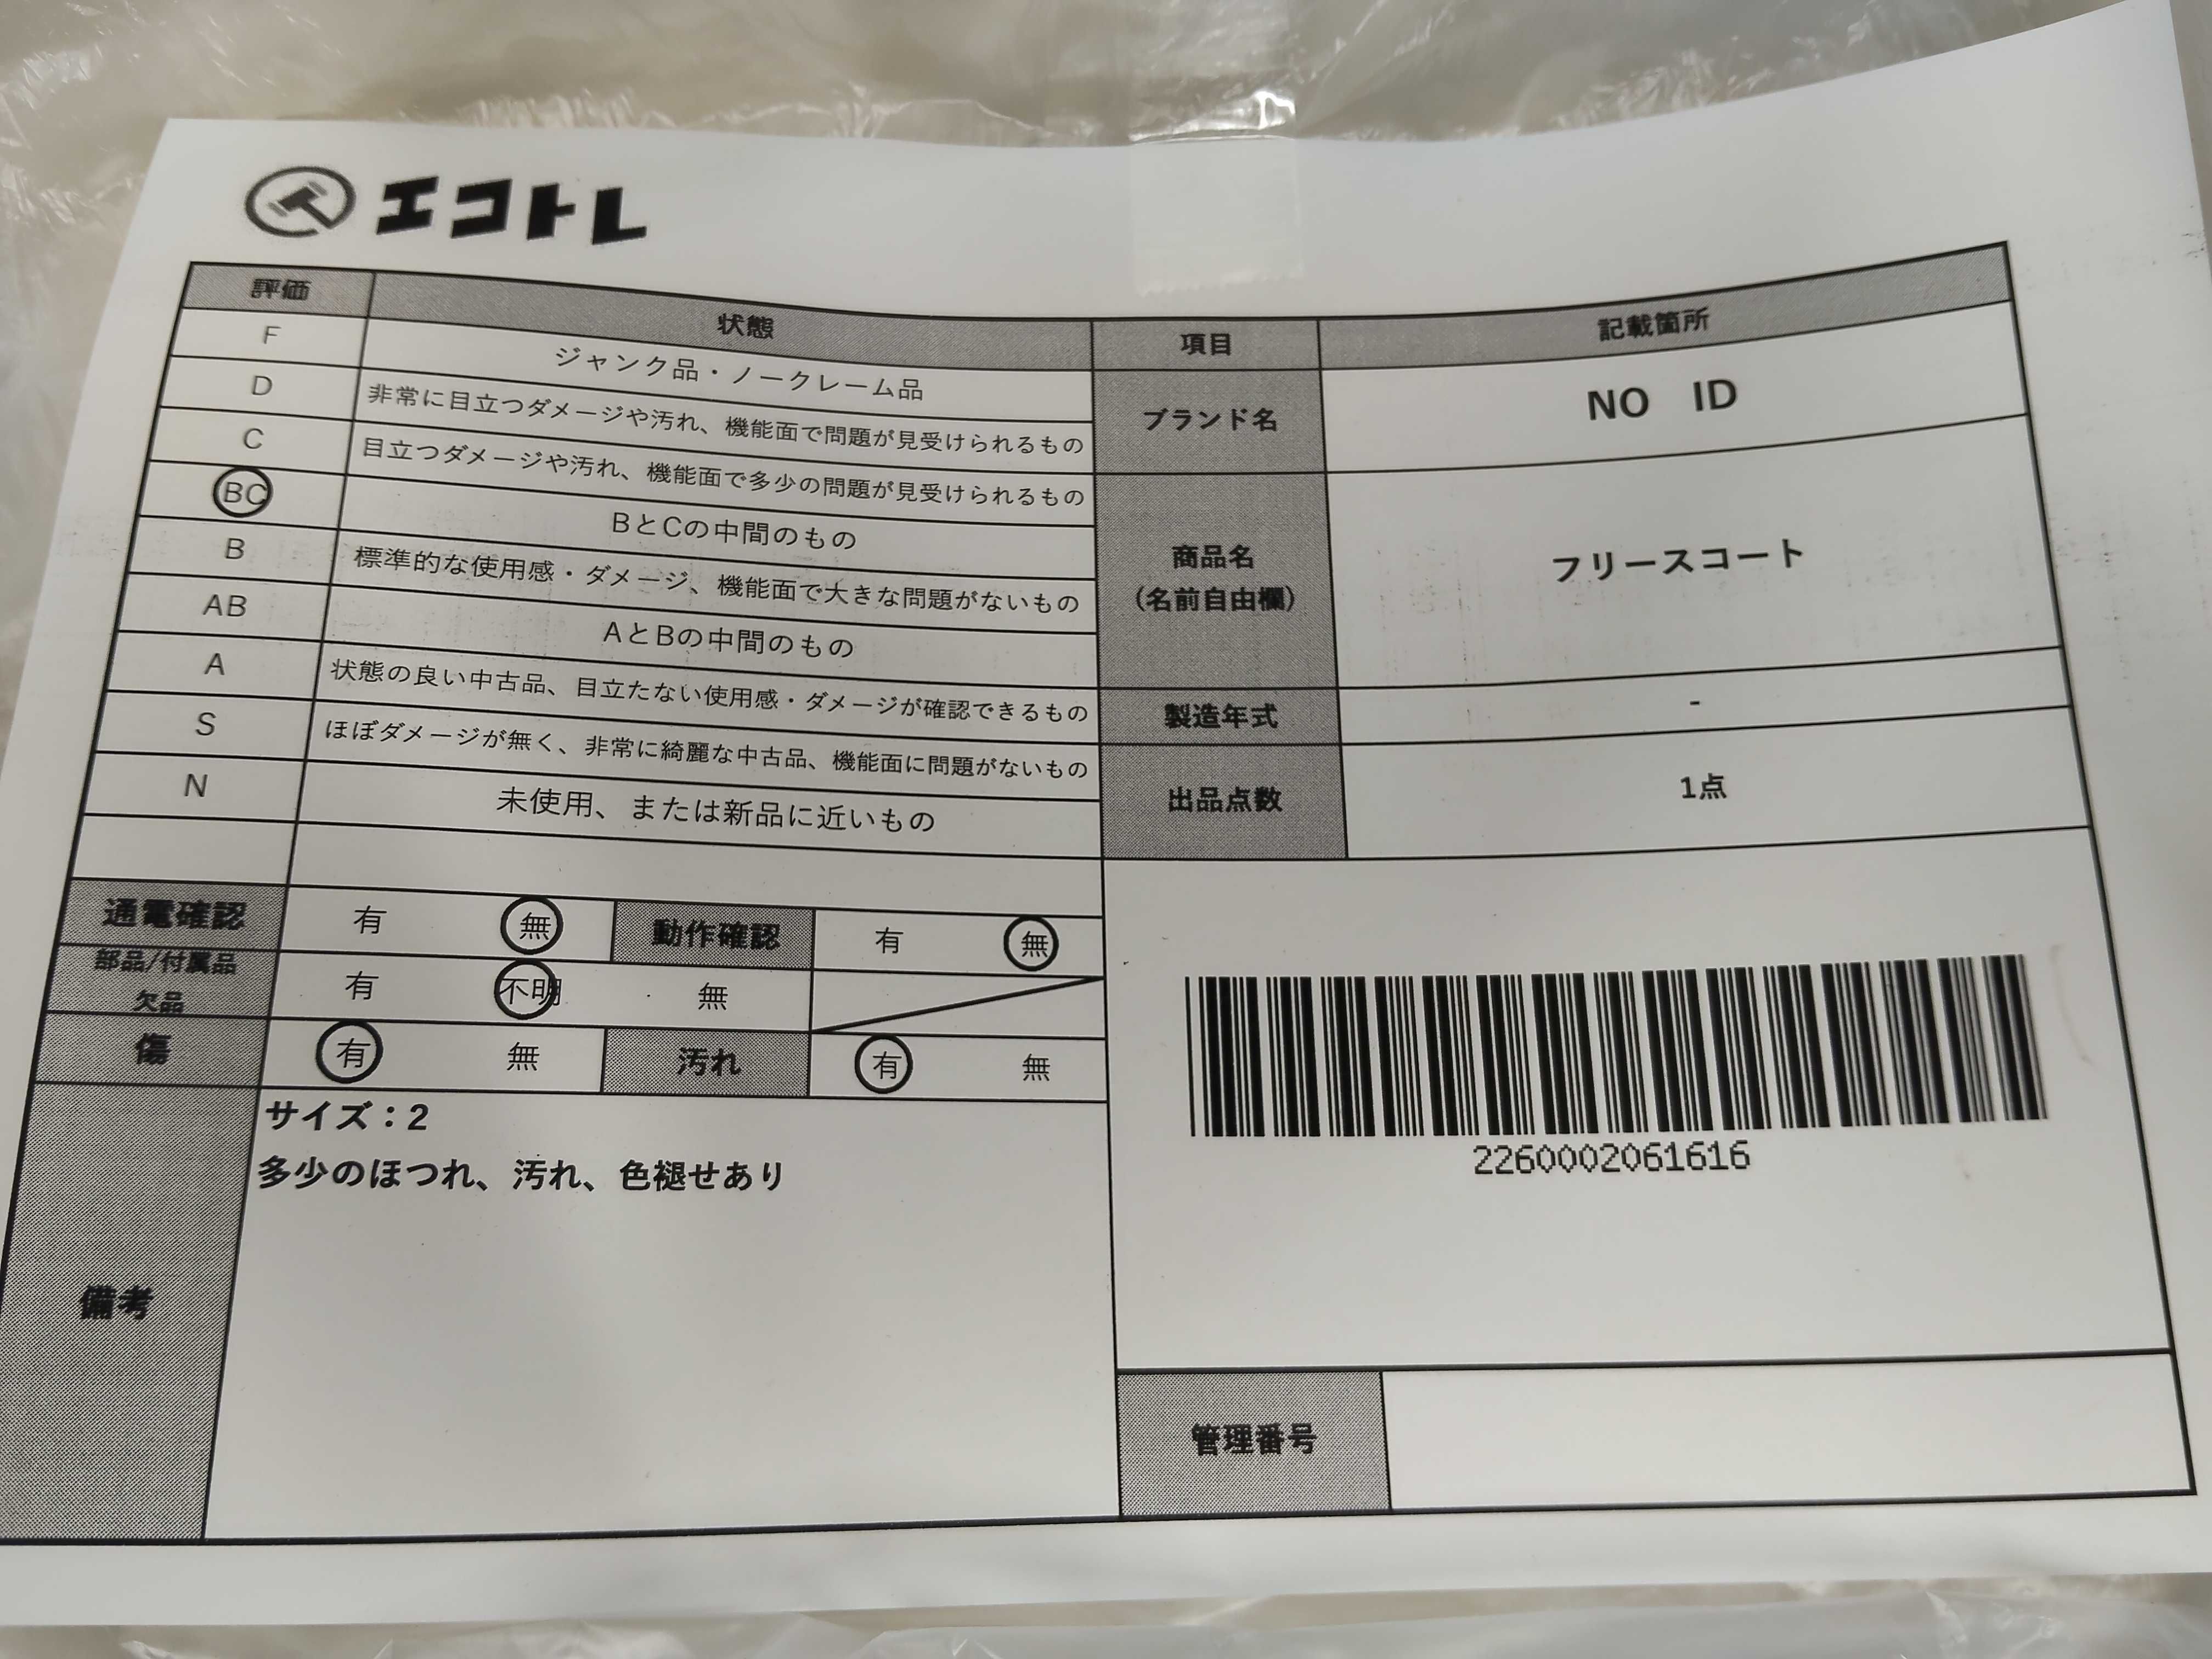 エコトレ
評価 状態
F ジャンク品・ノークレーム品
D 非常に目立つダメージや汚れ、機能面で問題が見受けられるもの
C 目立つダメージや汚れ、機能面で多少の問題が見受けられるもの
BC BとCの中間のもの
B 標準的な使用感・ダメージ、機能面で大きな問題がないもの
AB AとBの中間のもの
A 状態の良い中古品、目立たない使用感・ダメージが確認できるもの
S ほぼダメージが無く、非常に綺麗な中古品、機能面に問題がないもの
N 未使用、または新品に近いもの
通電確認 有 無 動作確認 有 無
部品/付属品
欠品 有 不明 無
傷 有 無 汚れ 有 無
備考
サイズ：2
多少のほつれ、汚れ、色褪せあり
項目 記載箇所
ブランド名 NO ID
商品名
(名前自由欄) フリースコート
製造年式 -
出品点数 1点
2260002061616
管理番号